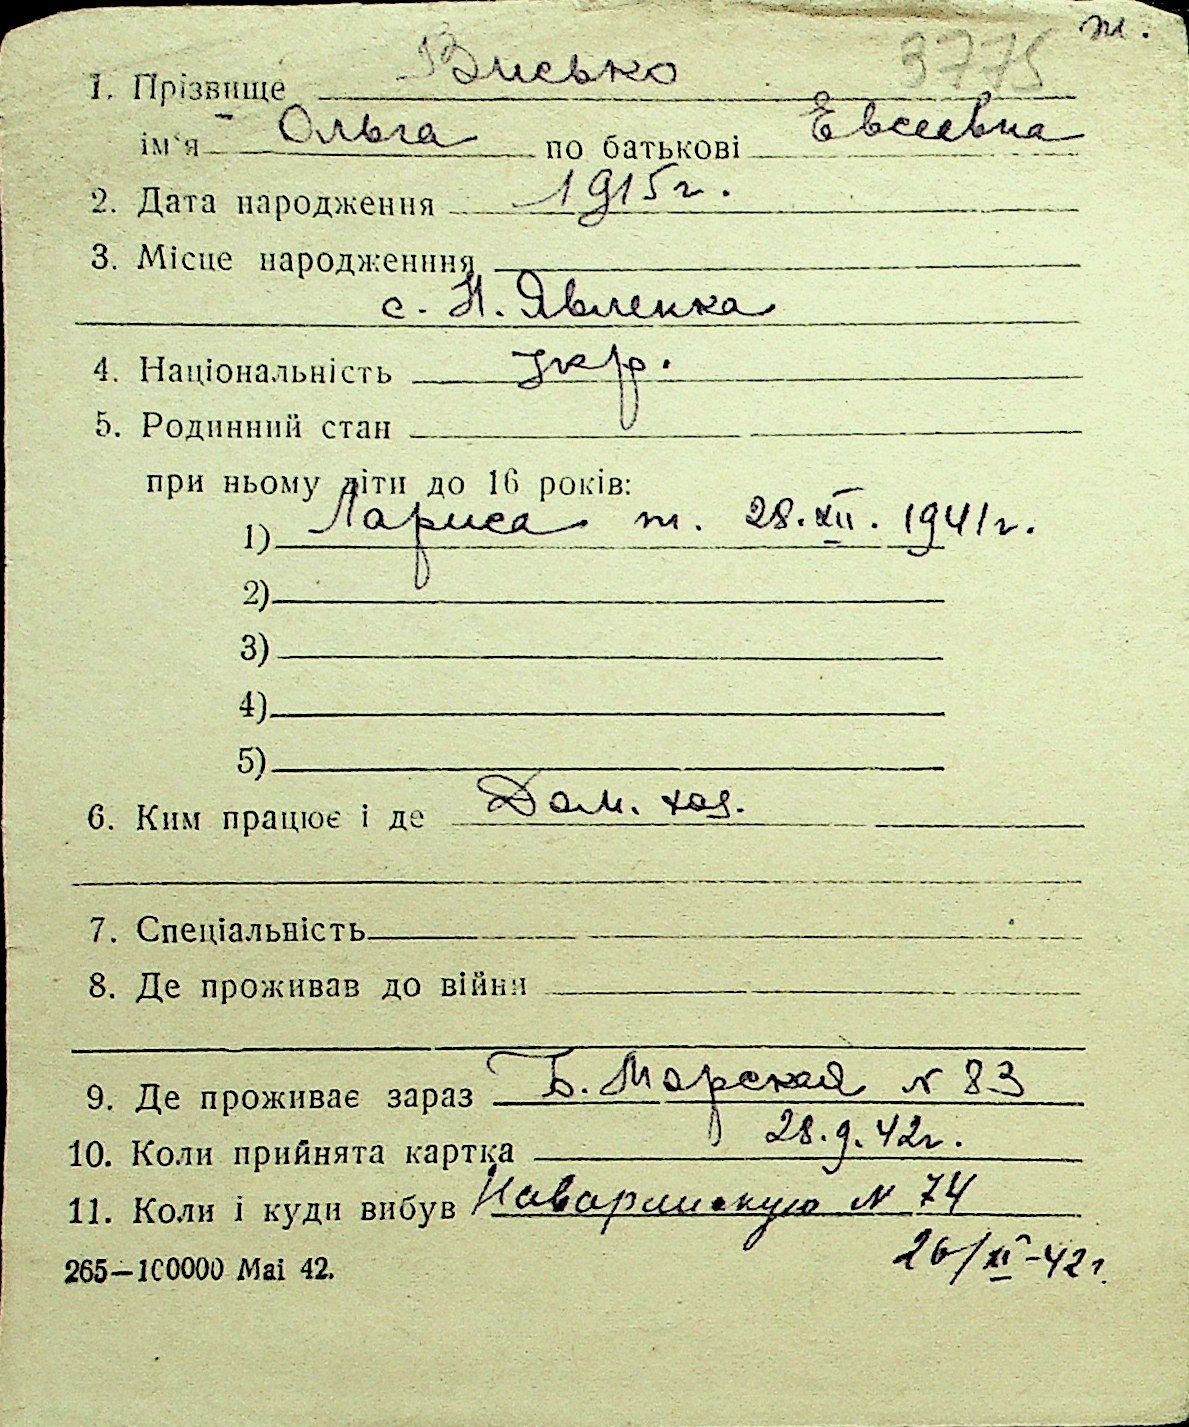 ж.
3775
1. Прізвище Висько
ім'я Ольга по батькові Евсеевна
2. Дата народження 1915г.
3. Місце народженння
с. Н. Явленка
4. Національність укр.
5. Родинний стан
при ньому діти до 16 років:
1) Лариса ж. 28.XII. 1941г.
2)
3)
4)
5)
6. Ким працює і де Дом. хоз.
7. Спеціальність
8. Де проживав до війни
9. Де проживає зараз Б. Морская N 83
10. Коли прийнята картка 28.9.42г.
11. Коли і куди вибув Наваринскую N 74
265—100000 Mai 42. 26/XI-42г.